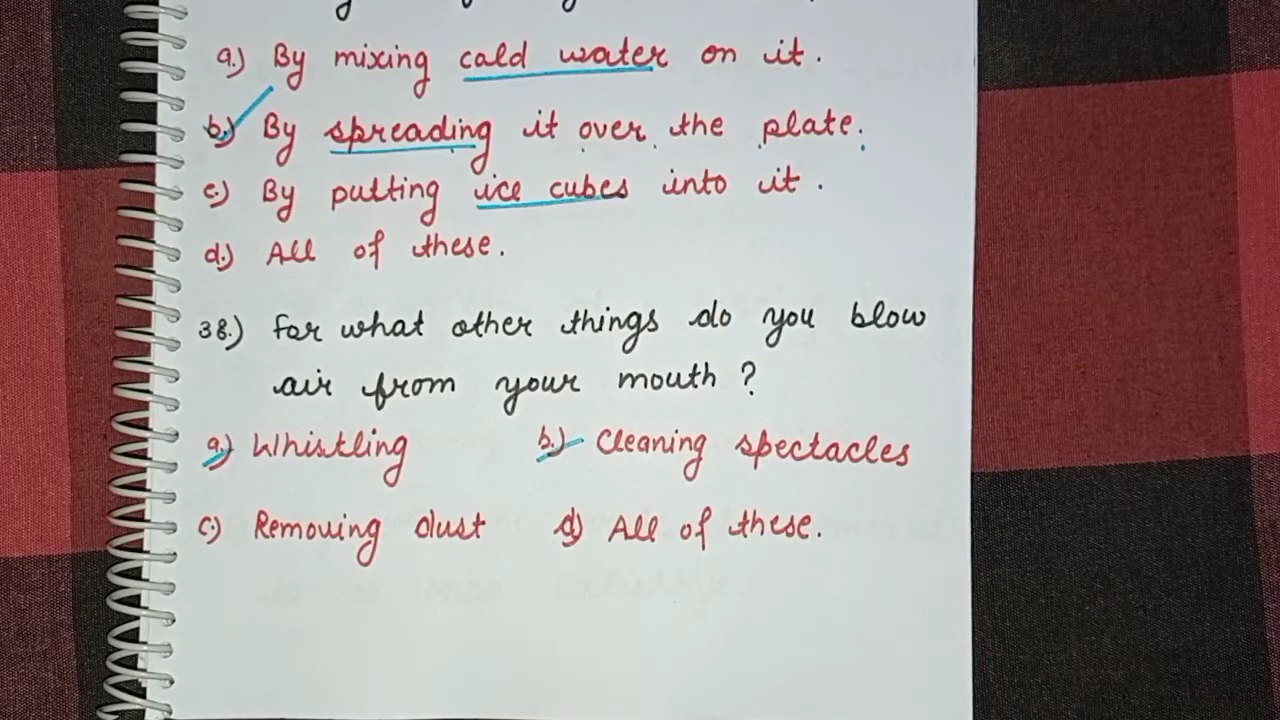 a.) By mixing cald water on it.
b.) By spreading it over the plate.
c.) By putting ice cubes into it.
d.) All of these.
38.) For what other things do you blow
air from your mouth ?
a.) Whistling b.) Cleaning spectacles
c.) Removing dust d) All of these.